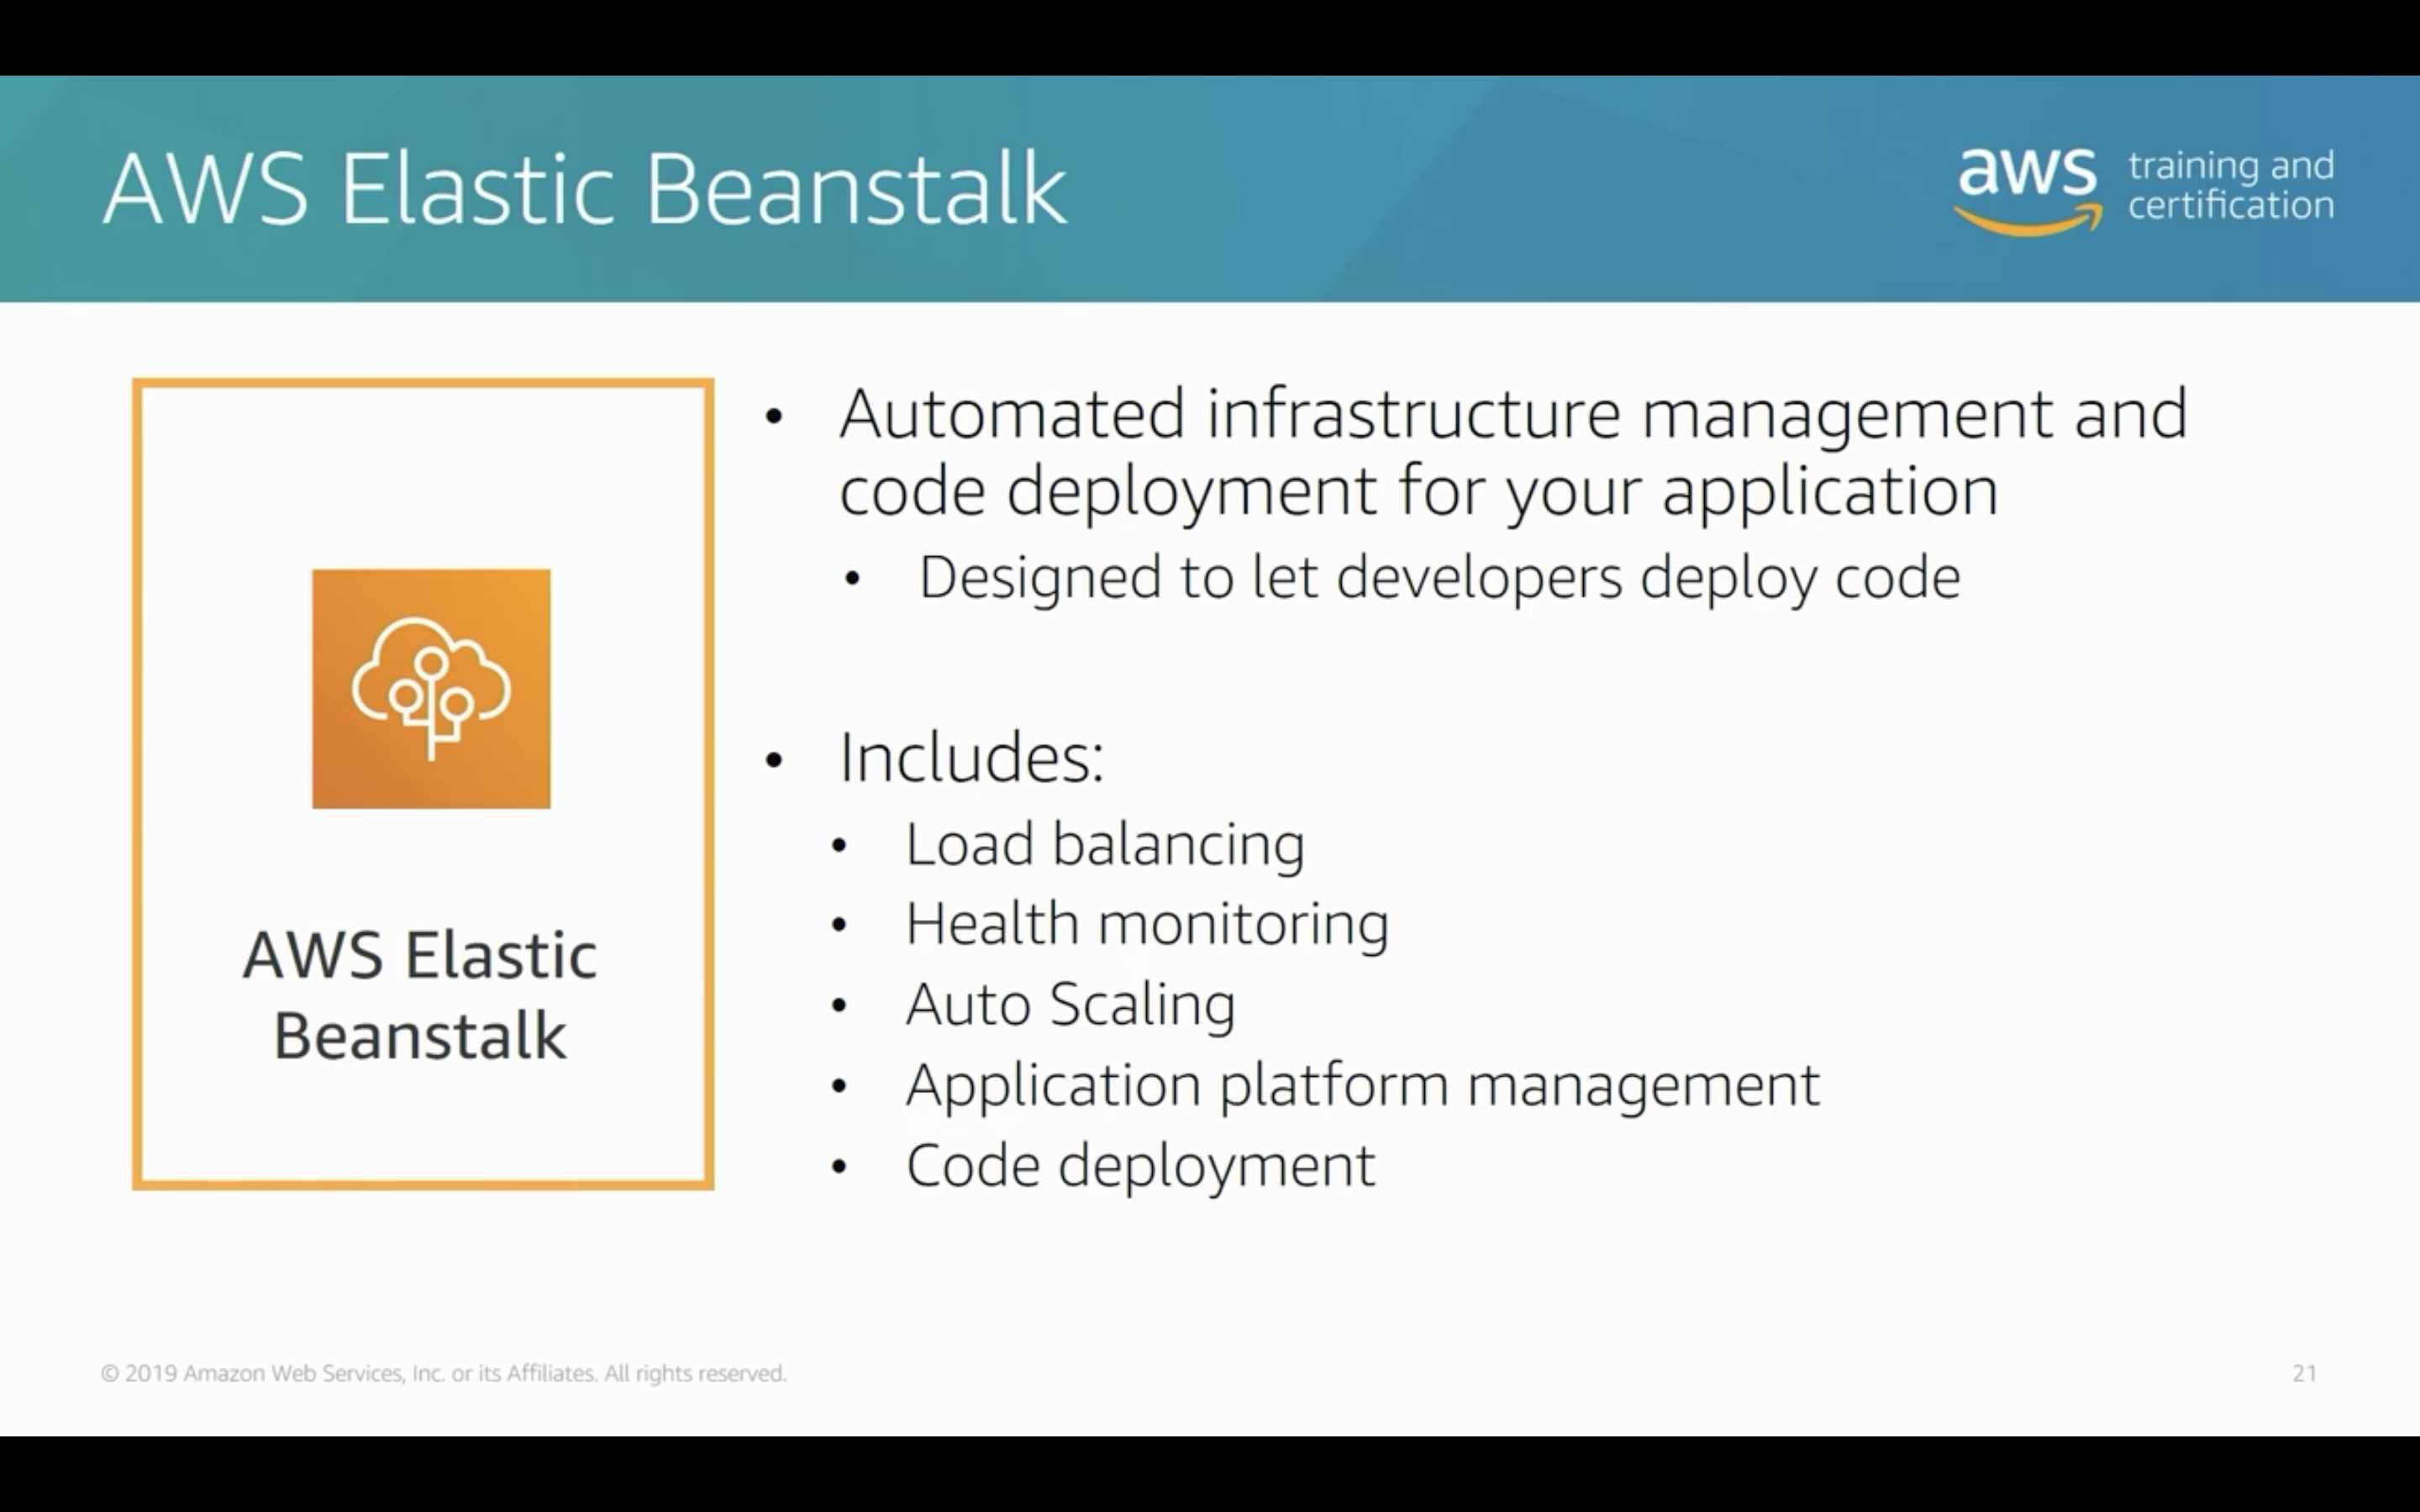 AWS Elastic Beanstalk
aws training and
certification
AWS Elastic
Beanstalk
• Automated infrastructure management and
code deployment for your application
• Designed to let developers deploy code
• Includes:
• Load balancing
• Health monitoring
• Auto Scaling
• Application platform management
• Code deployment
© 2019 Amazon Web Services, Inc. or its Affiliates. All rights reserved.
21